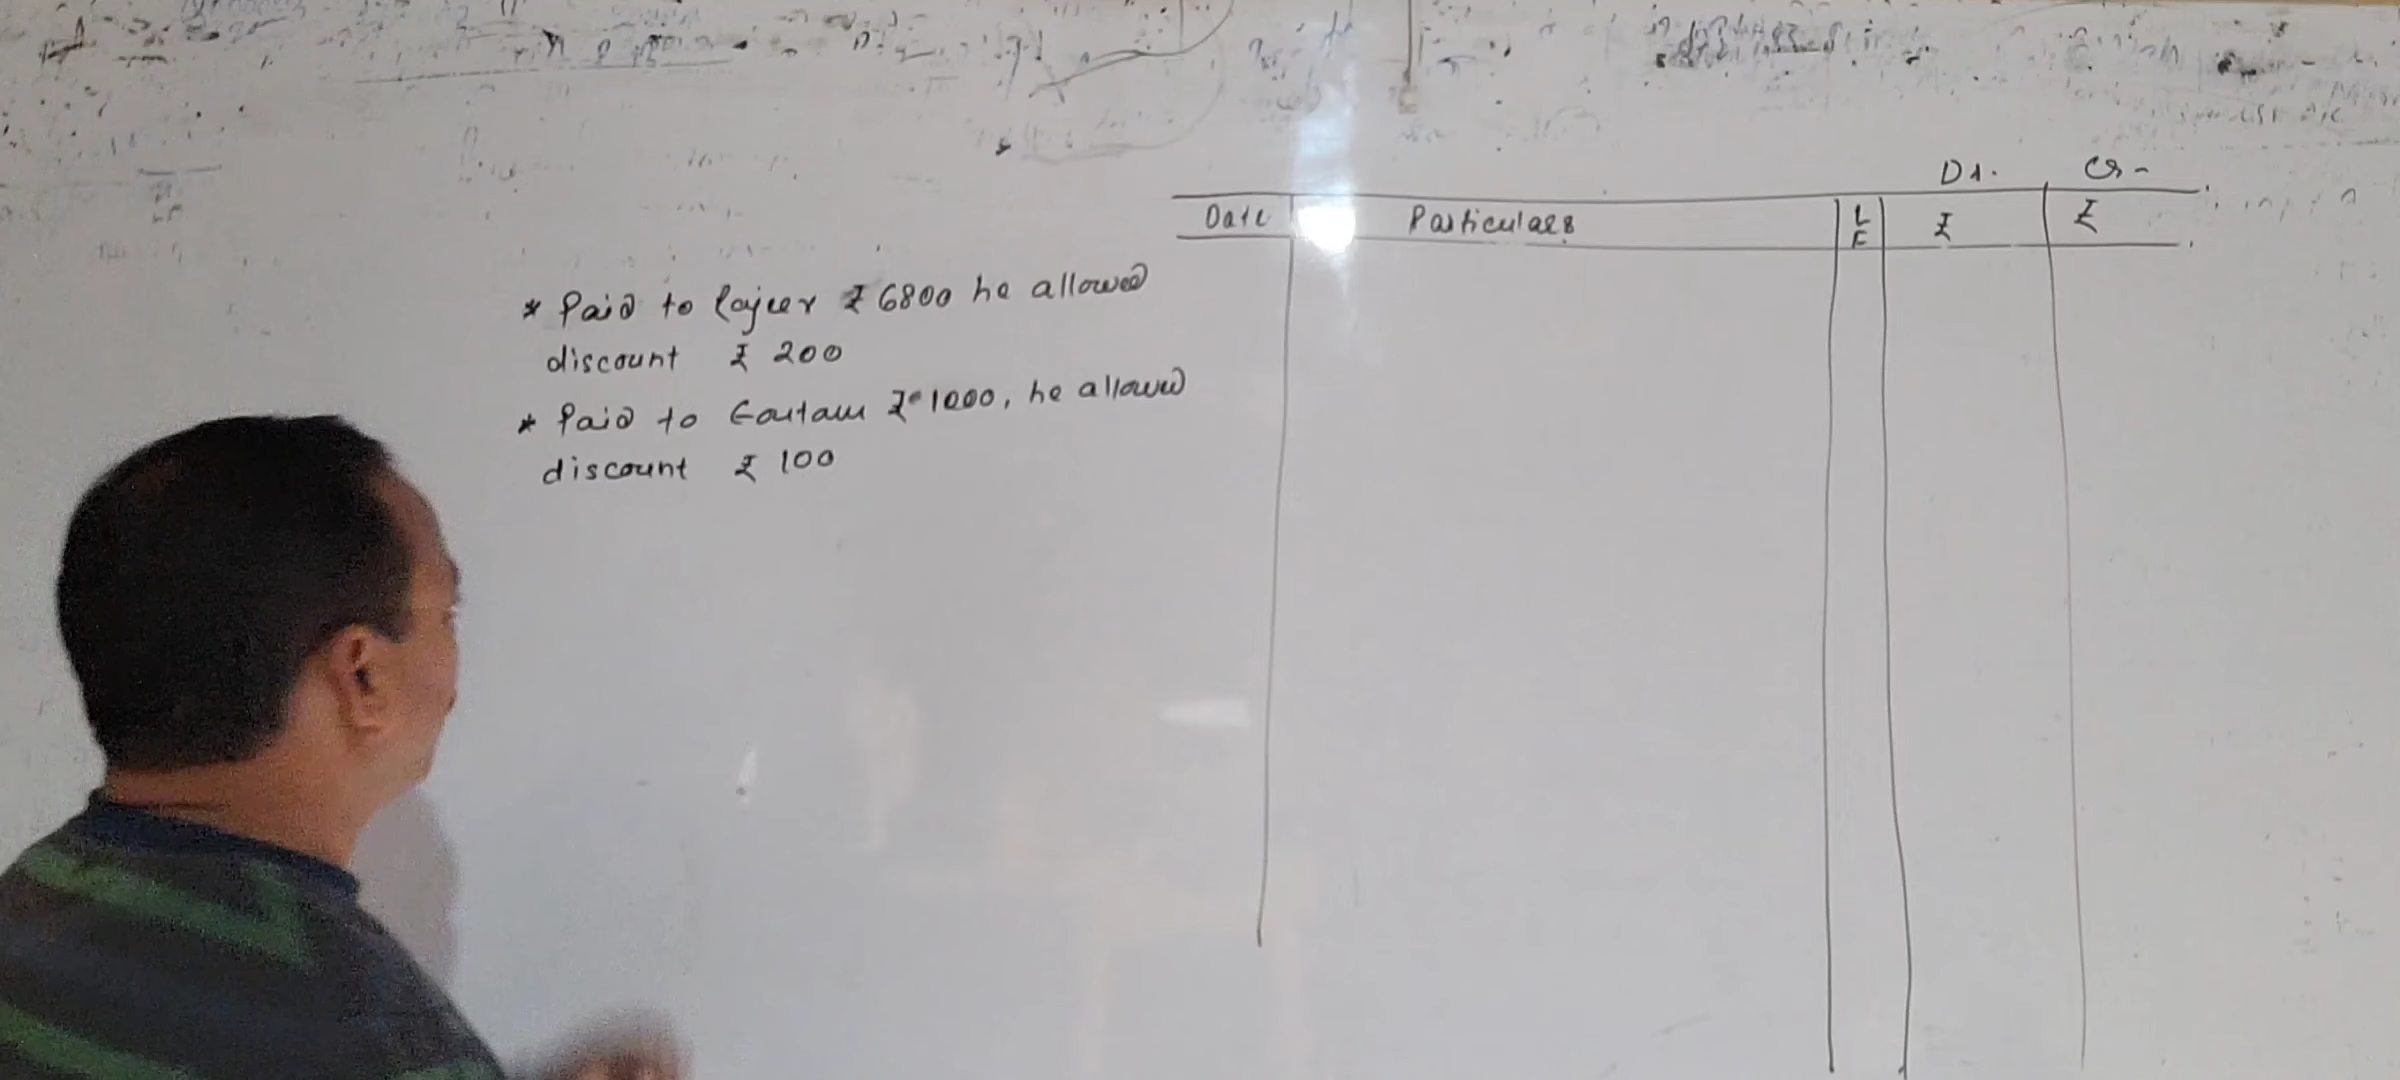 Dr. Cr-
Date Particulars LF ₹ ₹
* Paid to Rajeev ₹ 6800 he allowed
discount ₹ 200
* Paid to Gautam ₹ 1000, he allowed
discount ₹ 100